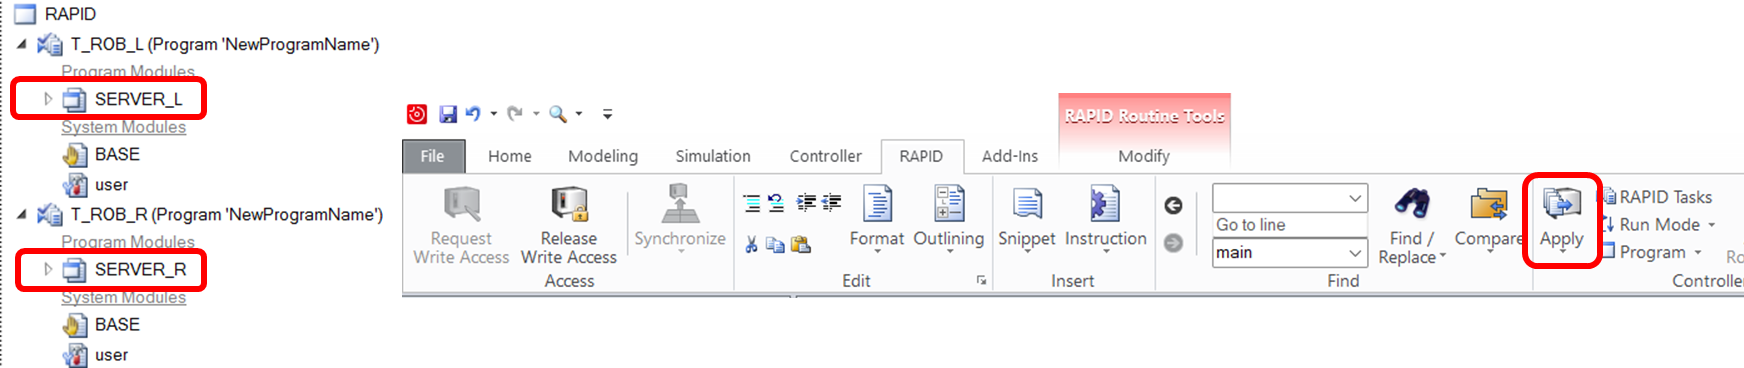 RAPID
T_ROB_L (Program 'NewProgramName')
Program Modules
SERVER_L
System Modules
BASE
user
T_ROB_R (Program 'NewProgramName')
Program Modules
SERVER_R
System Modules
BASE
user
RAPID Routine Tools
File Home Modeling Simulation Controller RAPID Add-Ins Modify
Request Write Access
Release Write Access
Synchronize
Access
Format
Outlining
Edit
Snippet
Instruction
Insert
Go to line
main
Find / Replace
Compare
Find
Apply
RAPID Tasks
Run Mode
Program
Ro
Controller